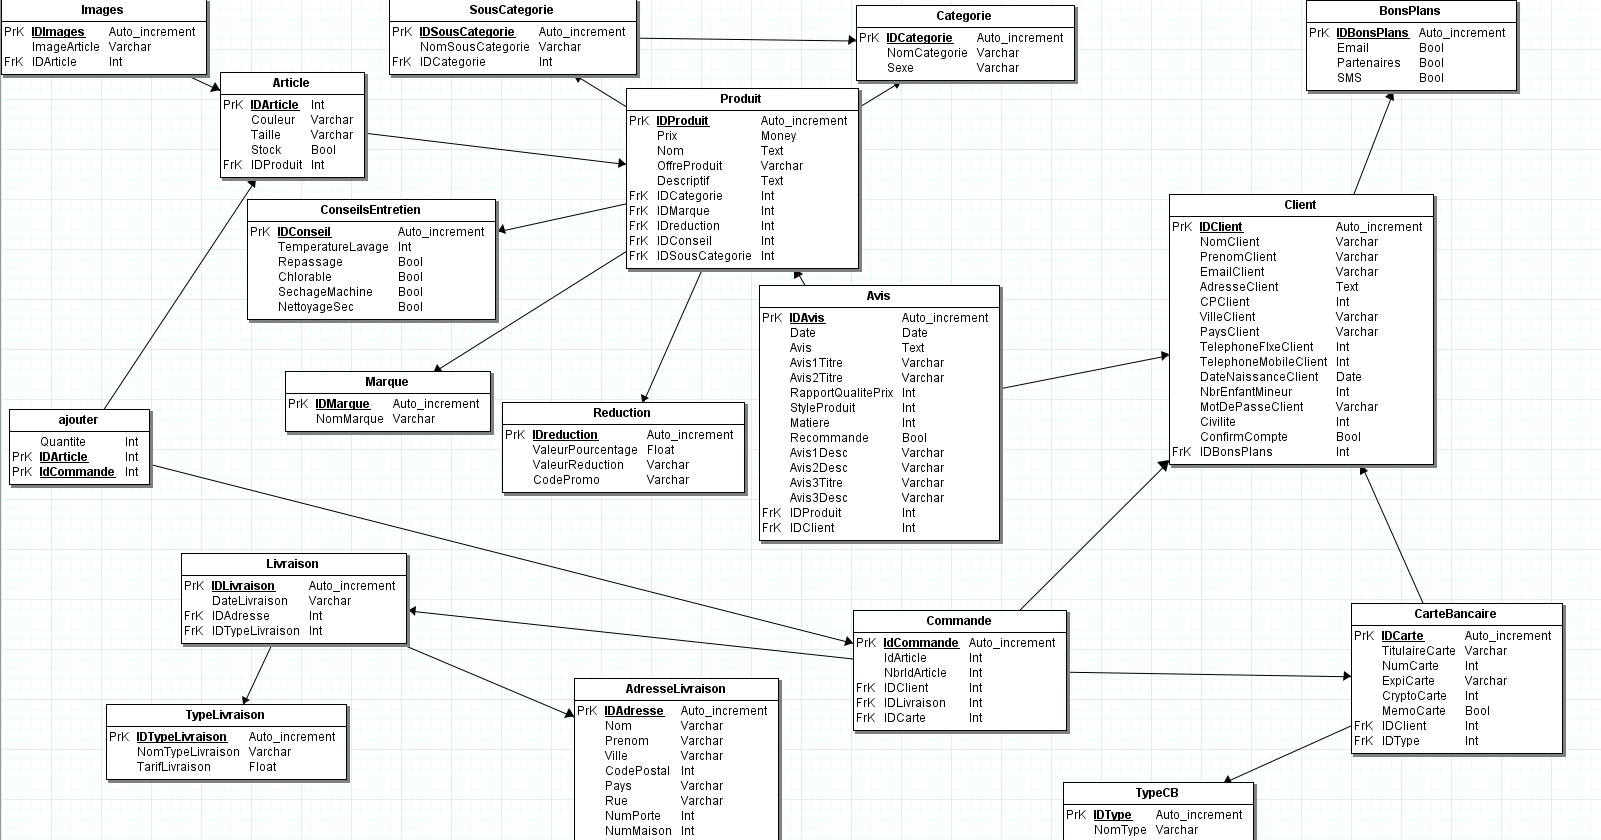 Images
PrK IDImages Auto_increment
ImageArticle Varchar
FrK IDArticle Int
SousCategorie
PrK IDSousCategorie Auto_increment
NomSousCategorie Varchar
FrK IDCategorie Int
Categorie
PrK IDCategorie Auto_increment
NomCategorie Varchar
Sexe Varchar
BonsPlans
PrK IDBonsPlans Auto_increment
Email Bool
Partenaires Bool
SMS Bool
Article
PrK IDArticle Int
Couleur Varchar
Taille Varchar
Stock Bool
FrK IDProduit Int
Produit
PrK IDProduit Auto_increment
Prix Money
Nom Text
OffreProduit Varchar
Descriptif Text
FrK IDCategorie Int
FrK IDMarque Int
FrK IDreduction Int
FrK IDConseil Int
FrK IDSousCategorie Int
ConseilsEntretien
PrK IDConseil Auto_increment
TemperatureLavage Int
Repassage Bool
Chlorable Bool
SechageMachine Bool
NettoyageSec Bool
Client
PrK IDClient Auto_increment
NomClient Varchar
PrenomClient Varchar
EmailClient Varchar
AdresseClient Text
CPClient Int
VilleClient Varchar
PaysClient Varchar
TelephoneFIxeClient Int
TelephoneMobileClient Int
DateNaissanceClient Date
NbrEnfantMineur Int
MotDePasseClient Varchar
Civilite Int
ConfirmCompte Bool
FrK IDBonsPlans Int
Avis
PrK IDAvis Auto_increment
Date Date
Avis Text
Avis1Titre Varchar
Avis2Titre Varchar
RapportQualitePrix Int
StyleProduit Int
Matiere Int
Recommande Bool
Avis1Desc Varchar
Avis2Desc Varchar
Avis3Titre Varchar
Avis3Desc Varchar
FrK IDProduit Int
FrK IDClient Int
Marque
PrK IDMarque Auto_increment
NomMarque Varchar
Reduction
PrK IDreduction Auto_increment
ValeurPourcentage Float
ValeurReduction Varchar
CodePromo Varchar
ajouter
Quantite Int
PrK IDArticle Int
PrK IdCommande Int
Livraison
PrK IDLivraison Auto_increment
DateLivraison Varchar
FrK IDAdresse Int
FrK IDTypeLivraison Int
Commande
PrK IdCommande Auto_increment
IdArticle Int
NbrIdArticle Int
FrK IDClient Int
FrK IDLivraison Int
FrK IDCarte Int
CarteBancaire
PrK IDCarte Auto_increment
TitulaireCarte Varchar
NumCarte Int
ExpiCarte Varchar
CryptoCarte Int
MemoCarte Bool
FrK IDClient Int
FrK IDType Int
TypeLivraison
PrK IDTypeLivraison Auto_increment
NomTypeLivraison Varchar
TarifLivraison Float
AdresseLivraison
PrK IDAdresse Auto_increment
Nom Varchar
Prenom Varchar
Ville Varchar
CodePostal Int
Pays Varchar
Rue Varchar
NumPorte Int
NumMaison Int
TypeCB
PrK IDType Auto_increment
NomType Varchar